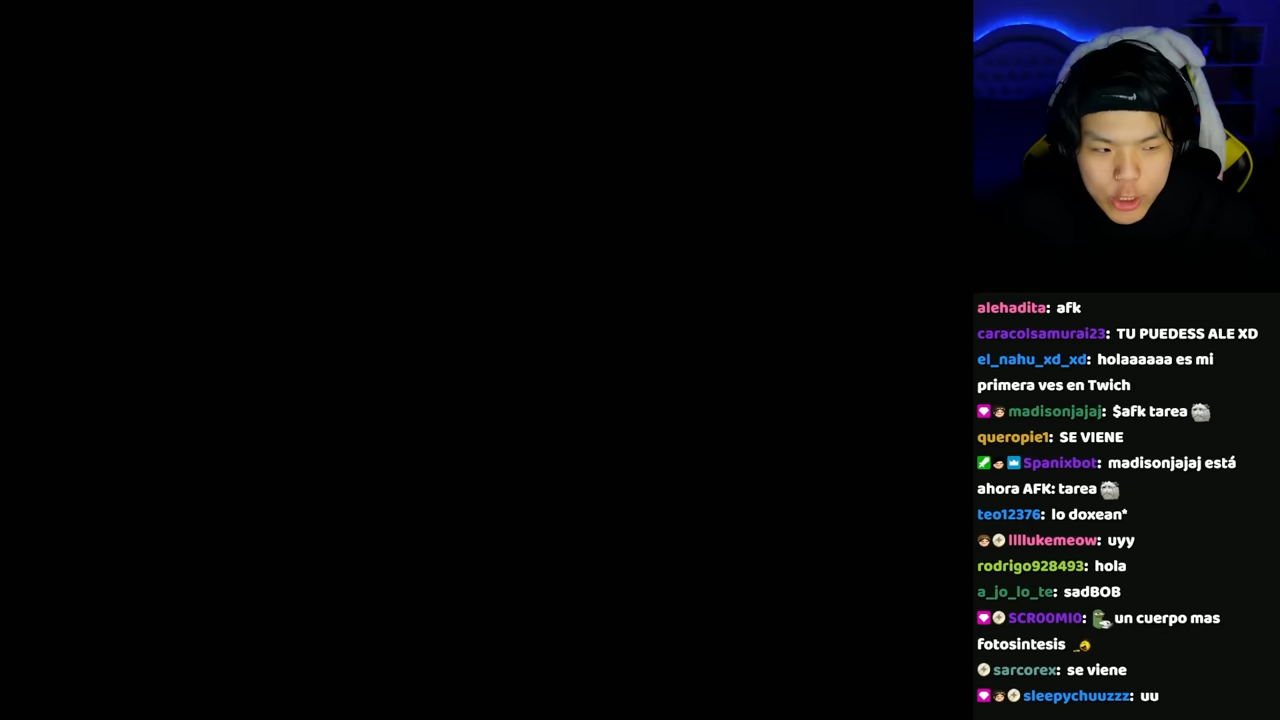 alehadita: afk
caracolsamurai23: TU PUEDESS ALE XD
el_nahu_xd_xd: holaaaaaa es mi
primera ves en Twich
madisonjajaj: $afk tarea
queropie1: SE VIENE
Spanixbot: madisonjajaj está
ahora AFK: tarea
teo12376: lo doxean*
llllukemeow: uyy
rodrigo928493: hola
a_jo_lo_te: sadBOB
SCR00MI0: un cuerpo mas
fotosintesis
sarcorex: se viene
sleepychuuzzz: uu